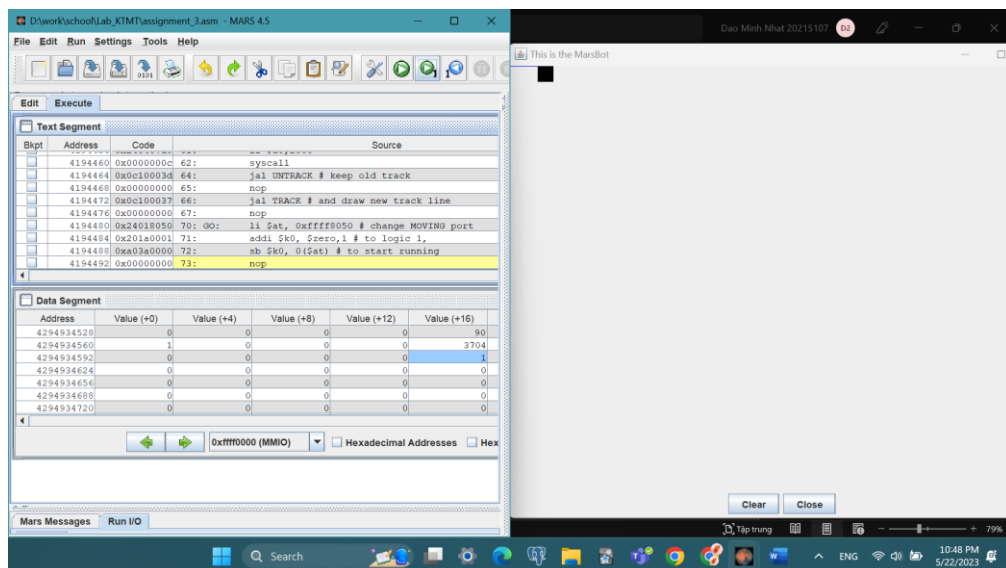 D:\work\school\Lab_KTMT\assignment_3.asm - MARS 4.5
File Edit Run Settings Tools Help
Edit Execute
Text Segment
Bkpt Address Code Source
4194460 0x0000000c 62: syscall
4194464 0x0c10003d 64: jal UNTRACK # keep old track
4194468 0x00000000 65: nop
4194472 0x0c100037 66: jal TRACK # and draw new track line
4194476 0x00000000 67: nop
4194480 0x24018050 70: GO: li $at, 0xffff8050 # change MOVING port
4194484 0x201a0001 71: addi $k0, $zero,1 # to logic 1,
4194488 0xa03a0000 72: sb $k0, 0($at) # to start running
4194492 0x00000000 73: nop
Data Segment
Address Value (+0) Value (+4) Value (+8) Value (+12) Value (+16)
4294934528 0 0 0 0 90
4294934560 1 0 0 0 3704
4294934592 0 0 0 0 1
4294934624 0 0 0 0 0
4294934656 0 0 0 0 0
4294934688 0 0 0 0 0
4294934720 0 0 0 0 0
0xffff0000 (MMIO) Hexadecimal Addresses Hex
Mars Messages Run I/O
Dao Minh Nhat 20215107 D2
This is the MarsBot
Clear Close
Tập trung 79%
Search ENG 10:48 PM
5/22/2023